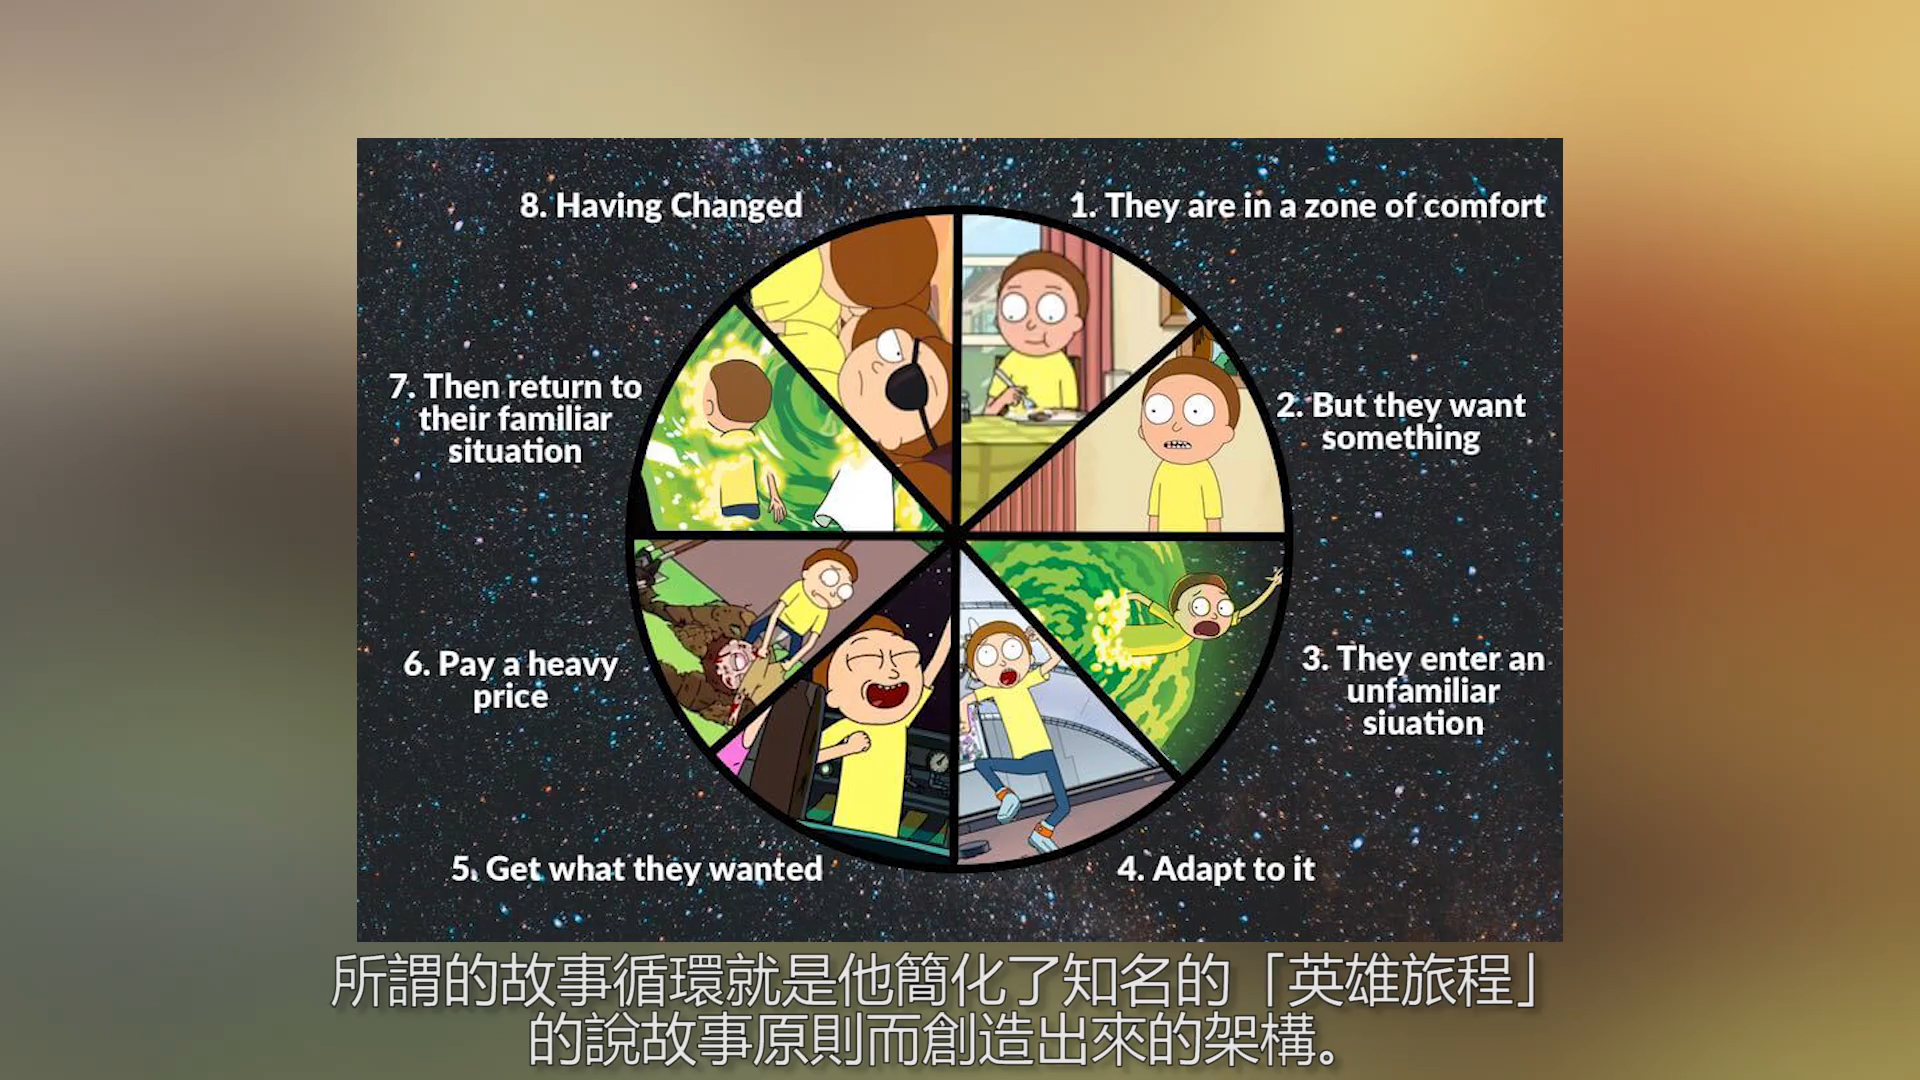 8. Having Changed
1. They are in a zone of comfort
2. But they want
something
3. They enter an
unfamiliar
siuation
4. Adapt to it
5. Get what they wanted
6. Pay a heavy
price
7. Then return to
their familiar
situation
所謂的故事循環就是他簡化了知名的「英雄旅程」
的說故事原則而創造出來的架構。